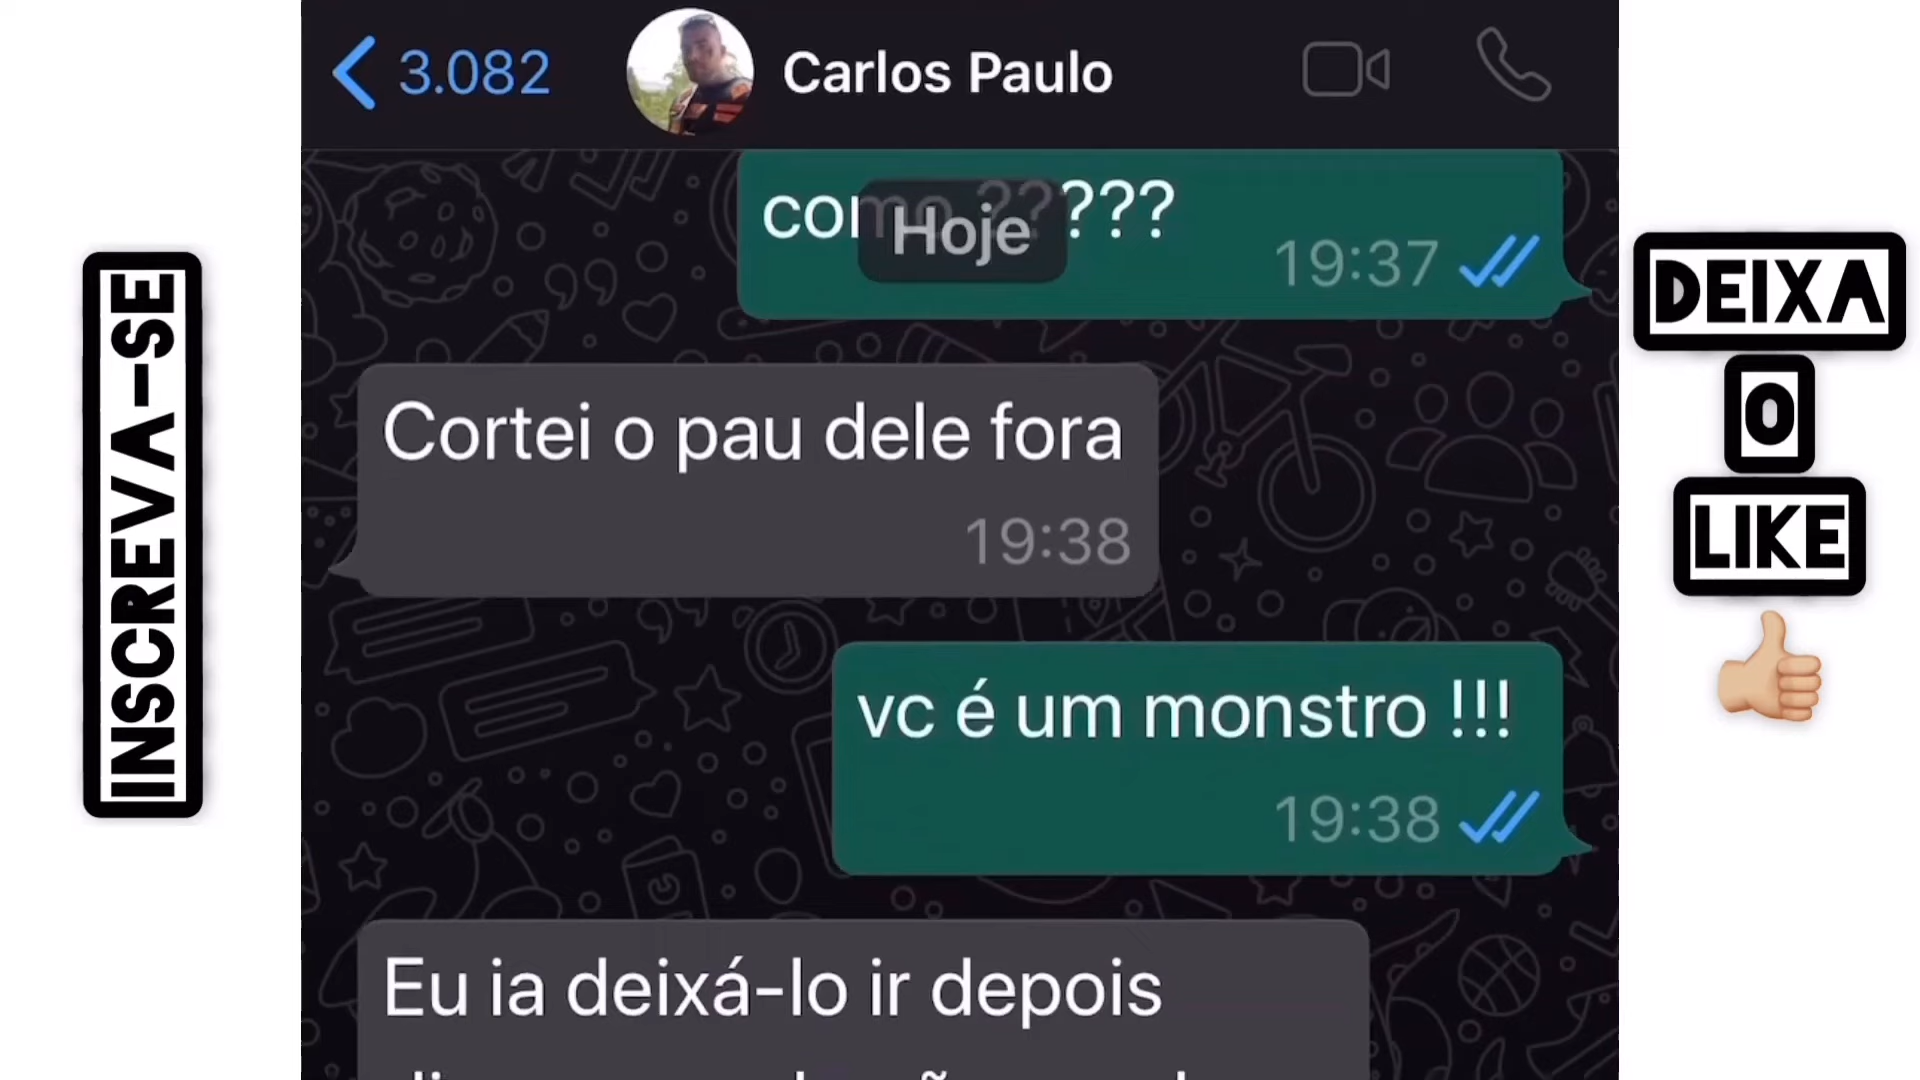 3.082
Carlos Paulo
como ?????
Hoje
19:37
Cortei o pau dele fora
19:38
vc é um monstro !!!
19:38
Eu ia deixá-lo ir depois
INSCREVA-SE
DEIXA
O
LIKE